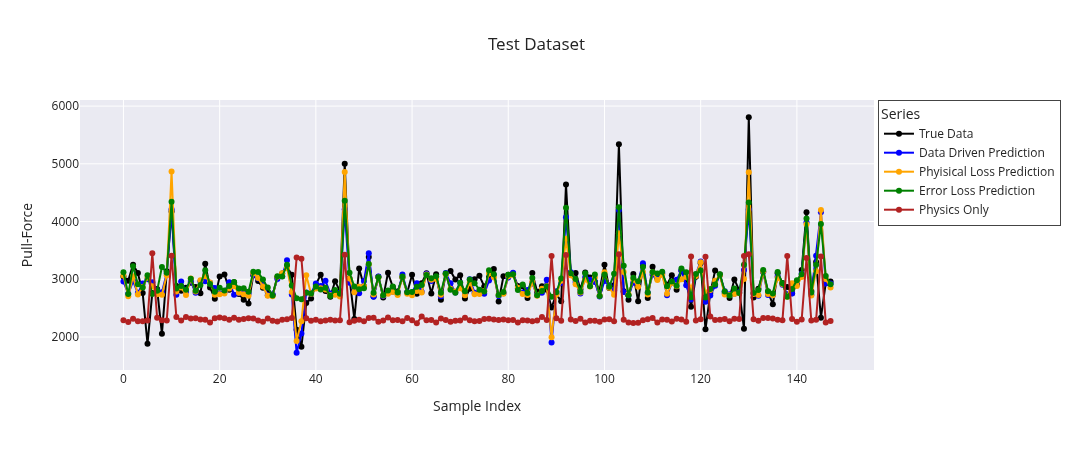 Test Dataset
Pull-Force
6000
5000
4000
3000
2000
0
20
40
60
80
100
120
140
Sample Index
Series
True Data
Data Driven Prediction
Phyisical Loss Prediction
Error Loss Prediction
Physics Only